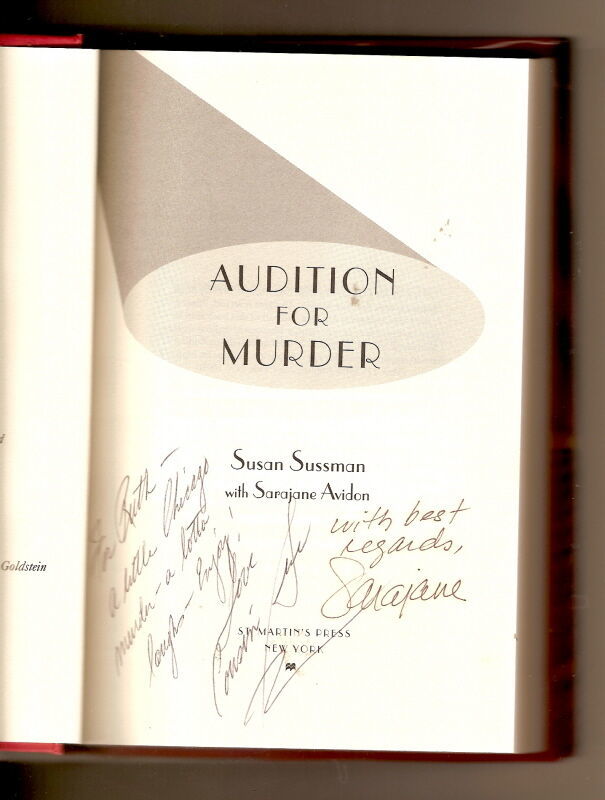 Goldstein
AUDITION
FOR
MURDER
Susan Sussman
with Sarajane Avidon
For Ruth –
a little Chicago
murder – a lotta
laughs – Enjoy!
Love
Cousin Sue
with best
regards,
Sarajane
ST. MARTIN'S PRESS
NEW YORK